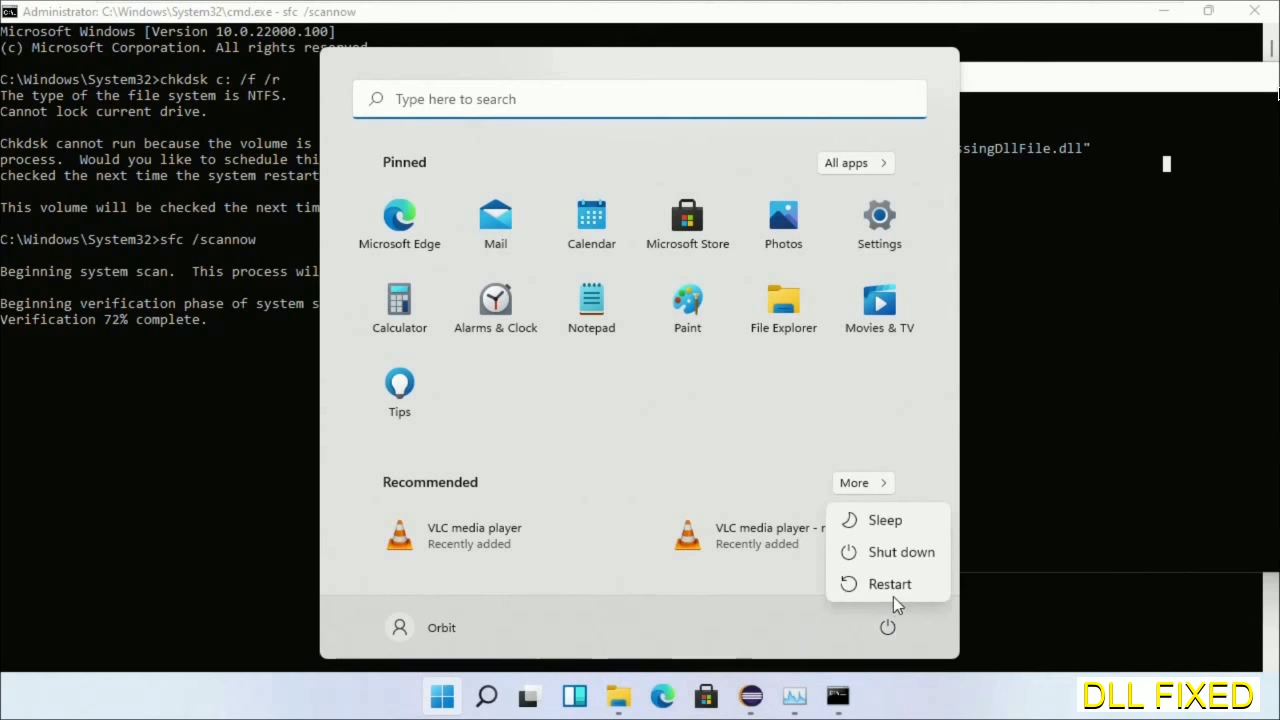 Administrator: C:\Windows\System32\cmd.exe - sfc /scannow
Microsoft Windows [Version 10.0.22000.100]
(c) Microsoft Corporation. All rights reserved.
C:\Windows\System32>chkdsk c: /f /r
The type of the file system is NTFS.
Cannot lock current drive.
Chkdsk cannot run because the volume is
process. Would you like to schedule thi
checked the next time the system restart
This volume will be checked the next tim
C:\Windows\System32>sfc /scannow
Beginning system scan. This process wil
Beginning verification phase of system s
Verification 72% complete.
ssingDllFile.dll"
Type here to search
Pinned
All apps >
Microsoft Edge
Mail
Calendar
Microsoft Store
Photos
Settings
Calculator
Alarms & Clock
Notepad
Paint
File Explorer
Movies & TV
Tips
Recommended
More >
VLC media player
Recently added
VLC media player - r
Recently added
Sleep
Shut down
Restart
Orbit
DLL FIXED